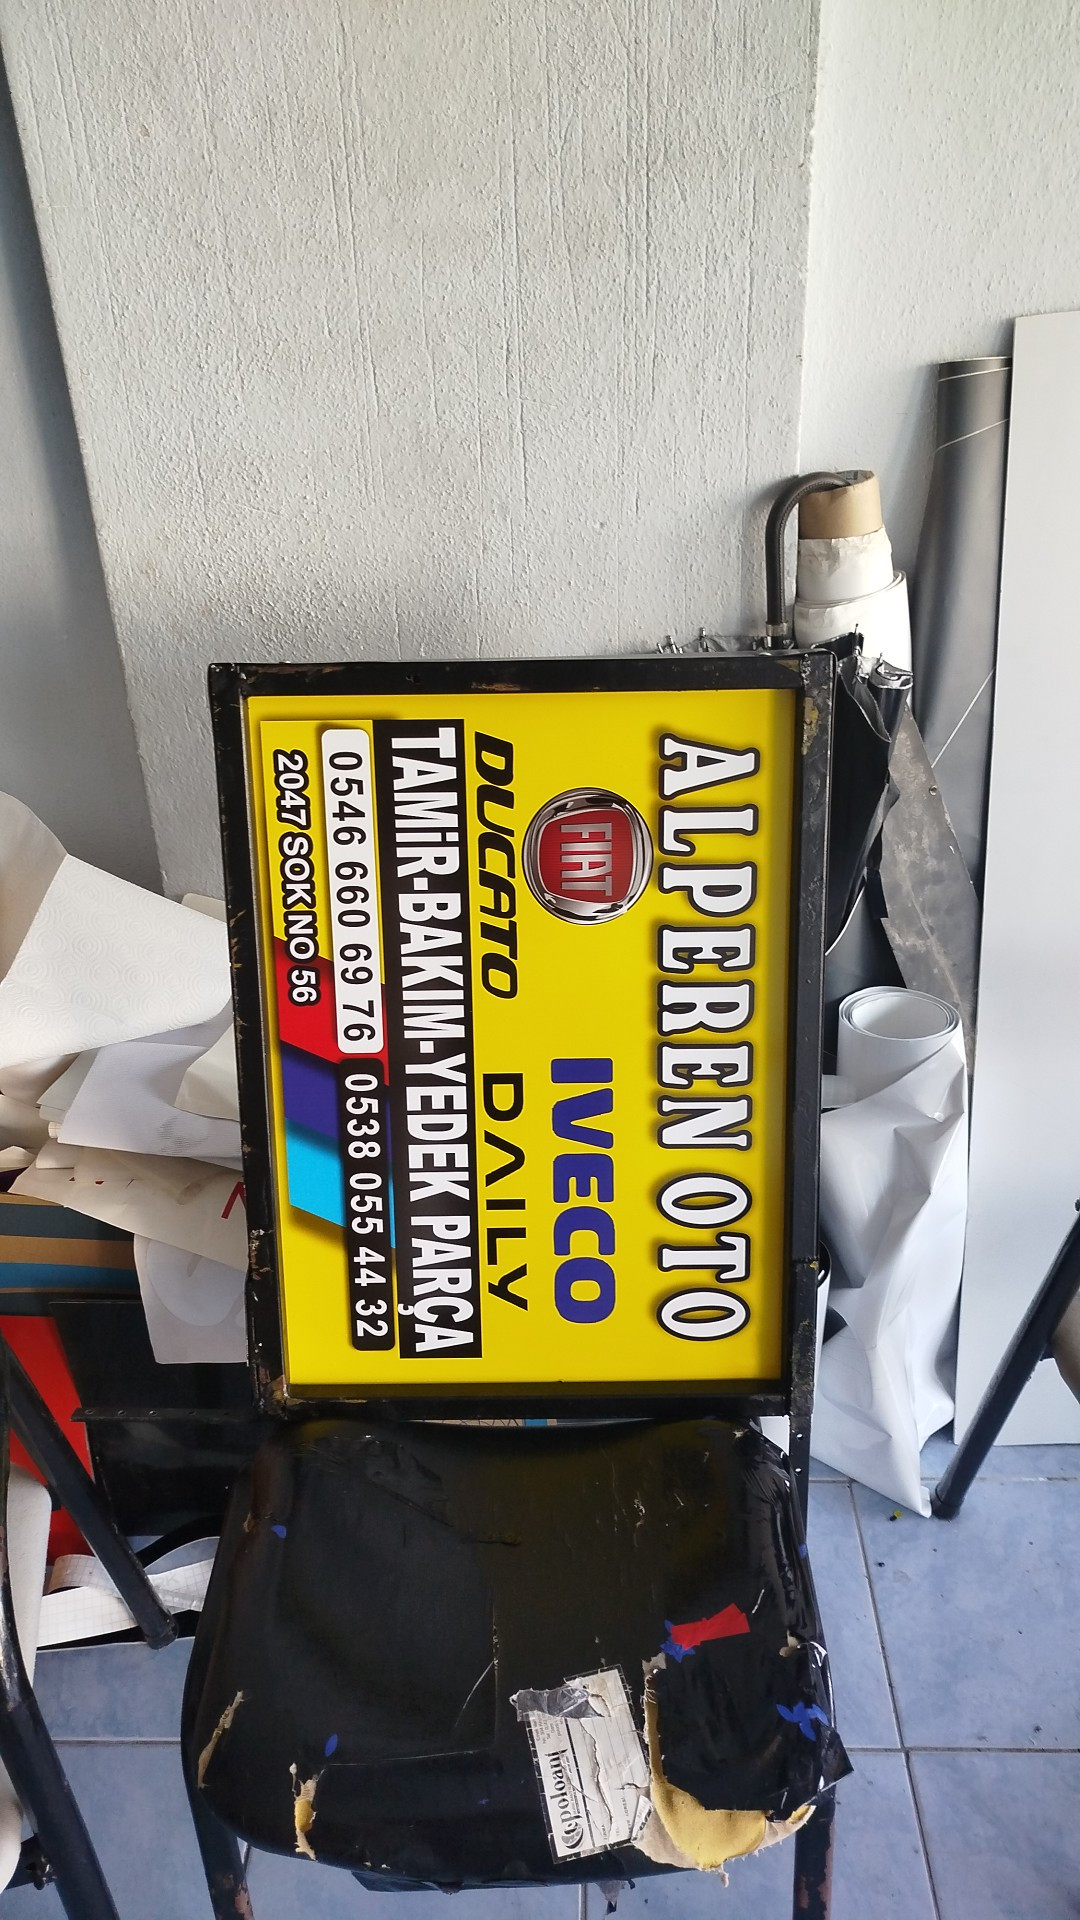 ALPEREN OTO
FIAT
IVECO
DUCATO
DAILY
TAMİR-BAKIM-YEDEK PARÇA
0546 660 69 76
0538 055 44 32
2047 SOK NO 56